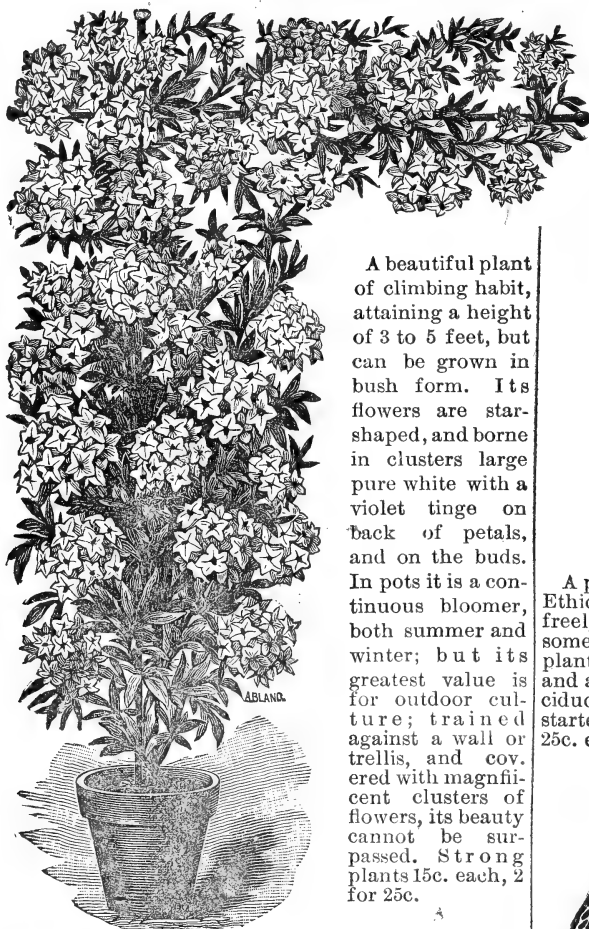 A beautiful plant
of climbing habit,
attaining a height
of 3 to 5 feet, but
can be grown in
bush form. Its
flowers are star-
shaped, and borne
in clusters large
pure white with a
violet tinge on
back of petals,
and on the buds.
In pots it is a con-
tinuous bloomer,
both summer and
winter; but its
greatest value is
for outdoor cul-
ture; trained
against a wall or
trellis, and cov.
ered with magnfii-
cent clusters of
flowers, its beauty
cannot be sur-
passed. Strong
plants 15c. each, 2
for 25c.
A.BLANC.
A p
Ethio
freel
some
plant
and a
ciduo
starte
25c. e